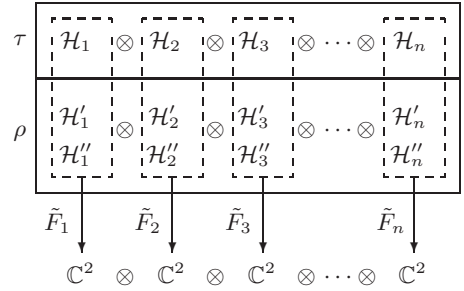 τ ℋ₁ ⊗ ℋ₂ ⊗ ℋ₃ ⊗ ⋯ ⊗ ℋₙ
ℋ′₁ ℋ′₂ ℋ′₃ ℋ′ₙ
ρ ⊗ ⊗ ⊗ ⋯ ⊗
ℋ″₁ ℋ″₂ ℋ″₃ ℋ″ₙ
F̃₁ F̃₂ F̃₃ F̃ₙ
ℂ² ⊗ ℂ² ⊗ ℂ² ⊗ ⋯ ⊗ ℂ²